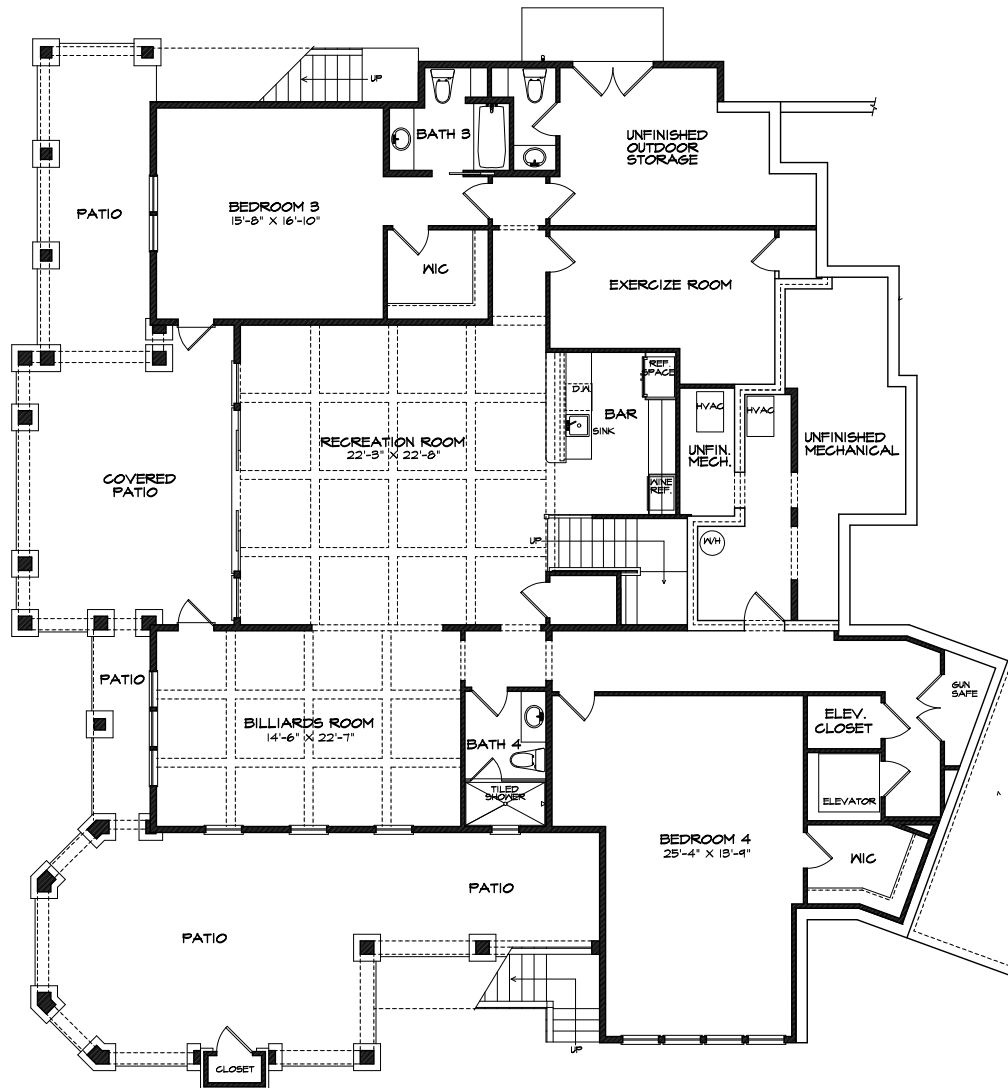 UP
BATH 3
UNFINISHED
OUTDOOR
STORAGE
PATIO
BEDROOM 3
15'-8" X 16'-10"
WIC
EXERCIZE ROOM
REF.
SPACE
D.W.
BAR
SINK
HVAC
HVAC
RECREATION ROOM
22'-3" X 22'-8"
UNFIN.
MECH.
UNFINISHED
MECHANICAL
COVERED
PATIO
WINE
REF.
UP
W/H
PATIO
GUN
SAFE
BILLIARDS ROOM
14'-6" X 22'-7"
BATH 4
ELEV.
CLOSET
TILED
SHOWER
ELEVATOR
BEDROOM 4
25'-4" X 13'-9"
WIC
PATIO
PATIO
UP
CLOSET